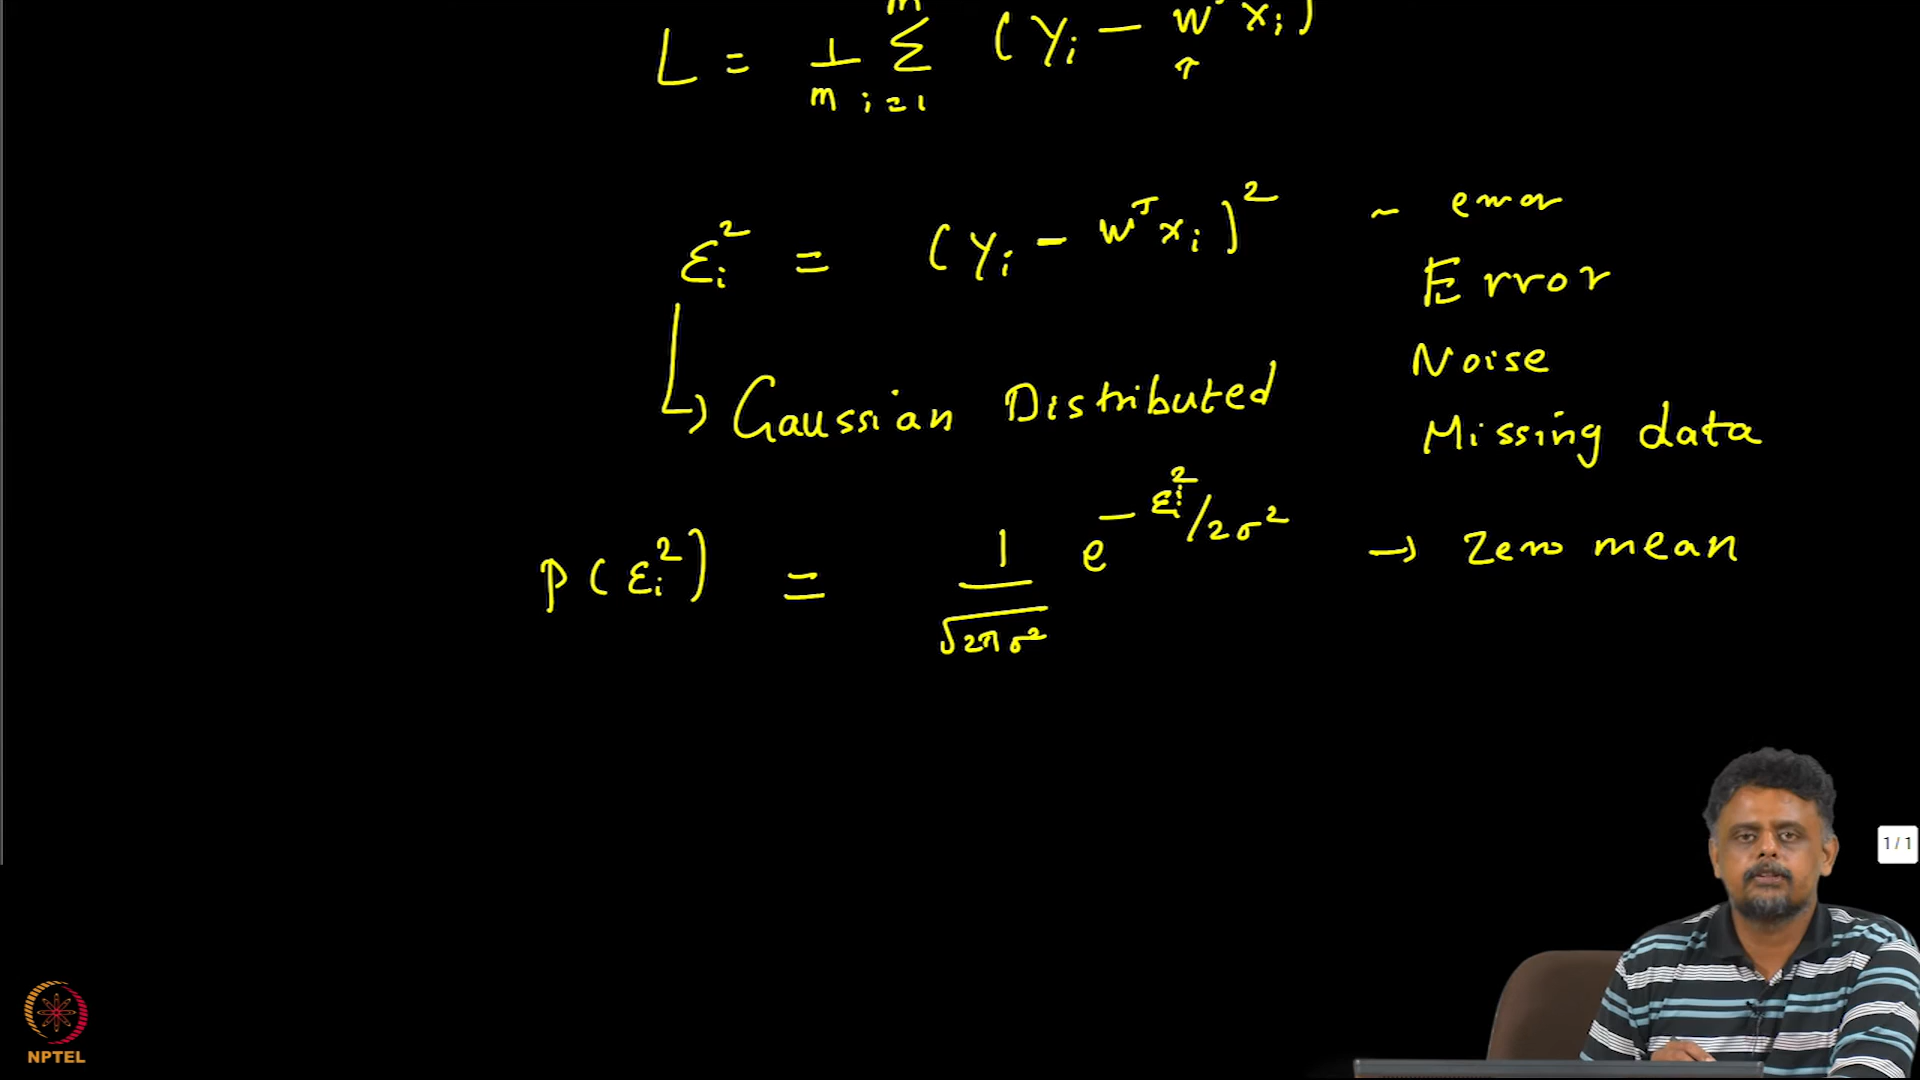 L = 1/m Σ_{i=1}^{m} (y_i − w^T x_i)
↑
ε_i^2 = (y_i − w^T x_i)^2 ~ error
Error
Noise
↳ Gaussian Distributed
Missing data
P(ε_i^2) = 1/√(2πσ^2) e^{−ε_i^2/2σ^2} → zero mean
1 / 1
NPTEL